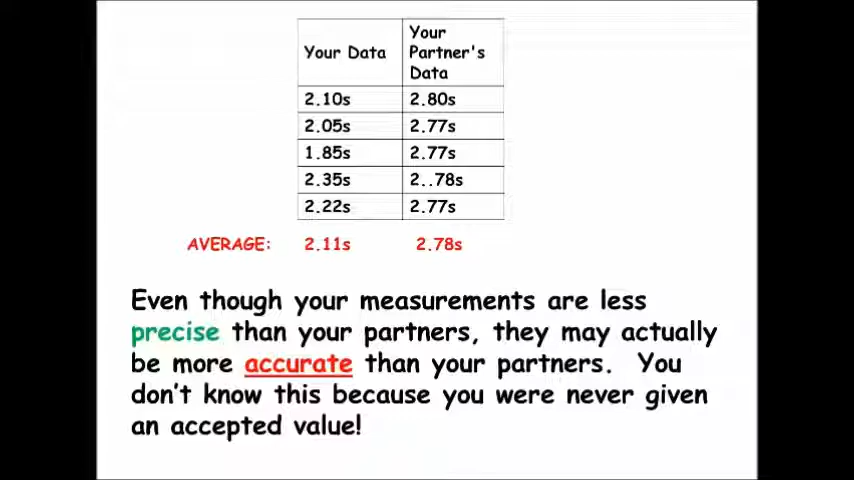 Your Data Your Partner's Data
2.10s 2.80s
2.05s 2.77s
1.85s 2.77s
2.35s 2..78s
2.22s 2.77s
AVERAGE: 2.11s 2.78s
Even though your measurements are less
precise than your partners, they may actually
be more accurate than your partners. You
don't know this because you were never given
an accepted value!